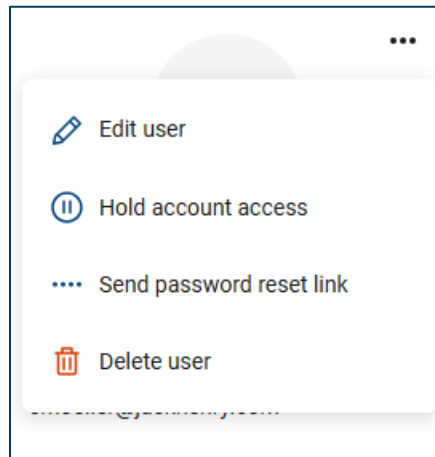 Edit user
Hold account access
Send password reset link
Delete user